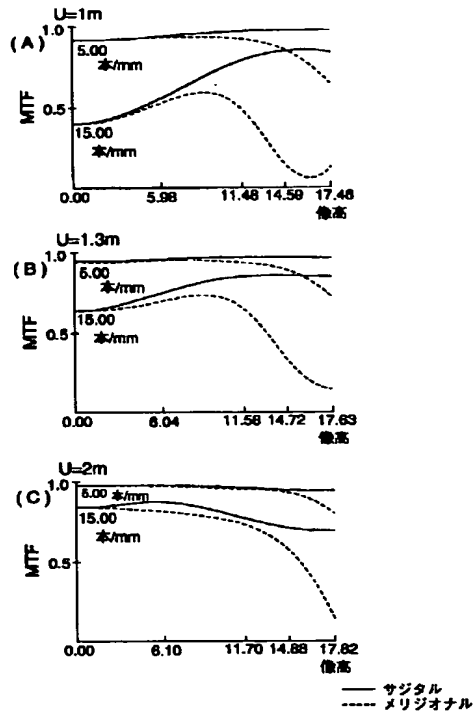 U=1m
(A)
1.0
5.00
本/mm
MTF
0.5
15.00
本/mm
0.00 5.98 11.48 14.59 17.48
像高
U=1.3m
(B)
1.0
5.00
本/mm
MTF
0.5
15.00
本/mm
0.00 6.04 11.58 14.72 17.63
像高
U=2m
(C)
1.0
5.00 本/mm
15.00
本/mm
MTF
0.5
0.00 6.10 11.70 14.88 17.82
像高
サジタル
メリジオナル